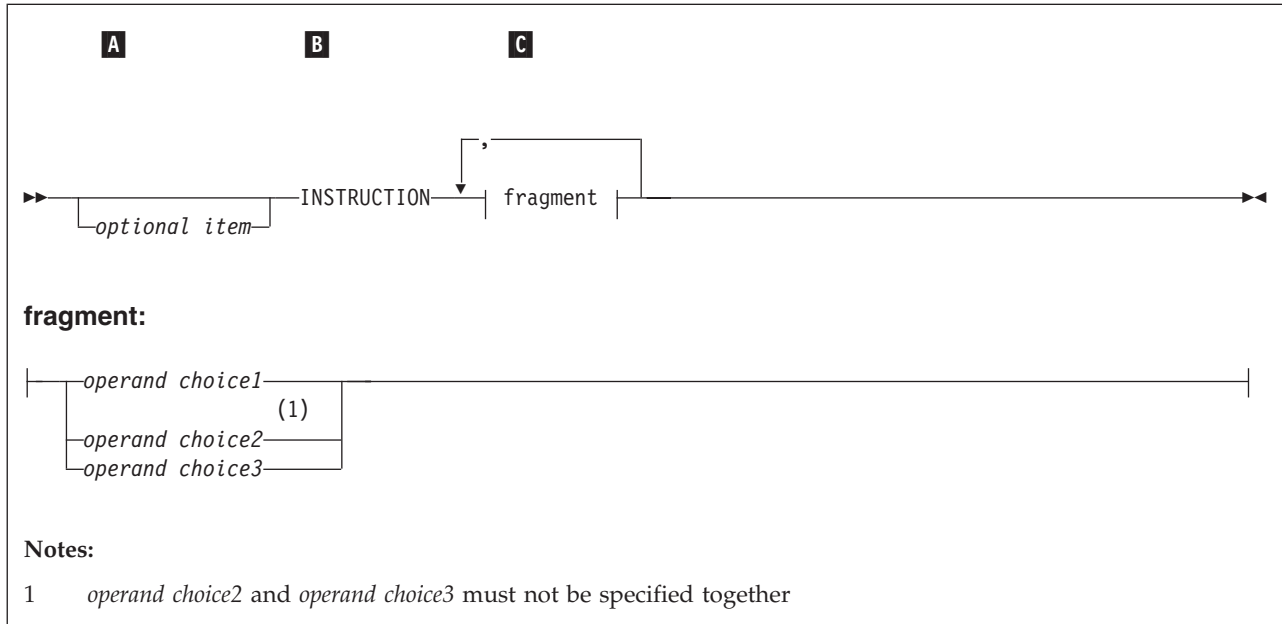 A B C
,
INSTRUCTION fragment
optional item
fragment:
operand choice1
(1)
operand choice2
operand choice3
Notes:
1 operand choice2 and operand choice3 must not be specified together